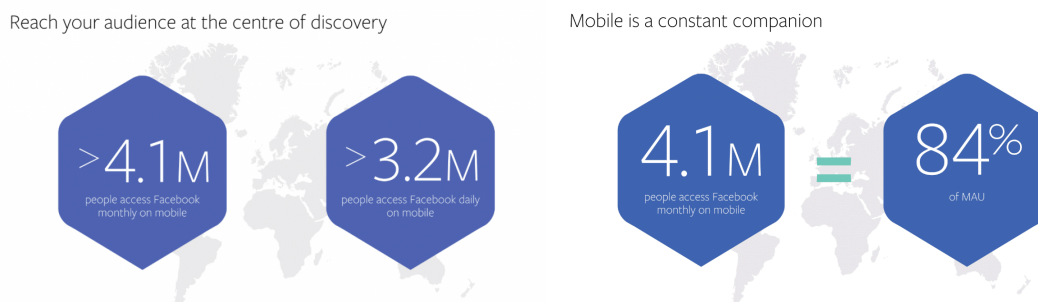 Reach your audience at the centre of discovery
>4.1M
people access Facebook
monthly on mobile
>3.2M
people access Facebook daily
on mobile
Mobile is a constant companion
4.1M
people access Facebook
monthly on mobile
=
84%
of MAU